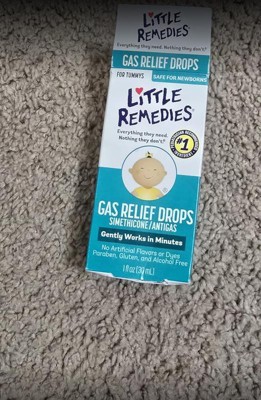 LITTLE
REMEDIES
Everything they need. Nothing they don't.®
GAS RELIEF DROPS
FOR TUMMYS SAFE FOR NEWBORNS
LITTLE
REMEDIES®
Everything they need.
Nothing they don't.®
#1
GAS RELIEF DROPS
SIMETHICONE/ANTIGAS
Gently Works in Minutes
No Artificial Flavors or Dyes
Paraben, Gluten, and Alcohol Free
1 fl oz (30 mL)